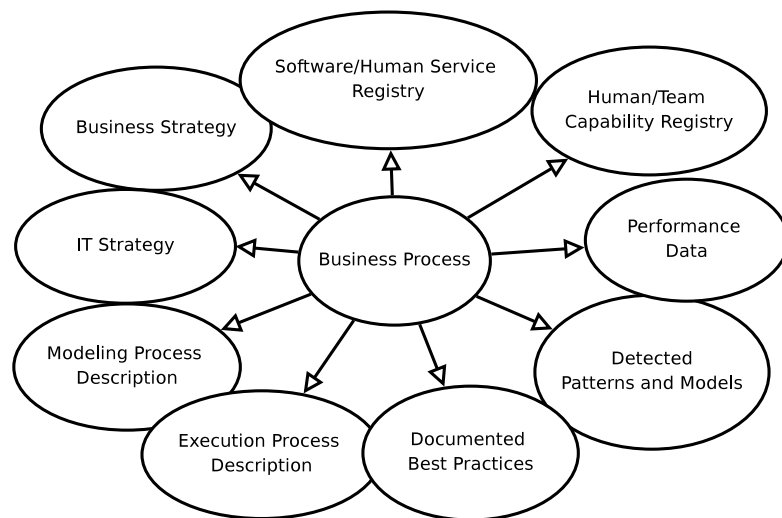 Software/Human Service
Registry
Human/Team
Capability Registry
Business Strategy
IT Strategy
Business Process
Performance
Data
Modeling Process
Description
Detected
Patterns and Models
Execution Process
Description
Documented
Best Practices